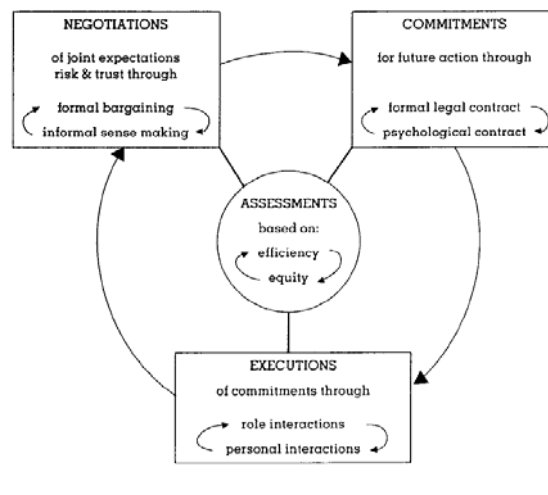 NEGOTIATIONS
of joint expectations
risk & trust through
formal bargaining
informal sense making
COMMITMENTS
for future action through
formal legal contract
psychological contract
ASSESSMENTS
based on:
efficiency
equity
EXECUTIONS
of commitments through
role interactions
personal interactions